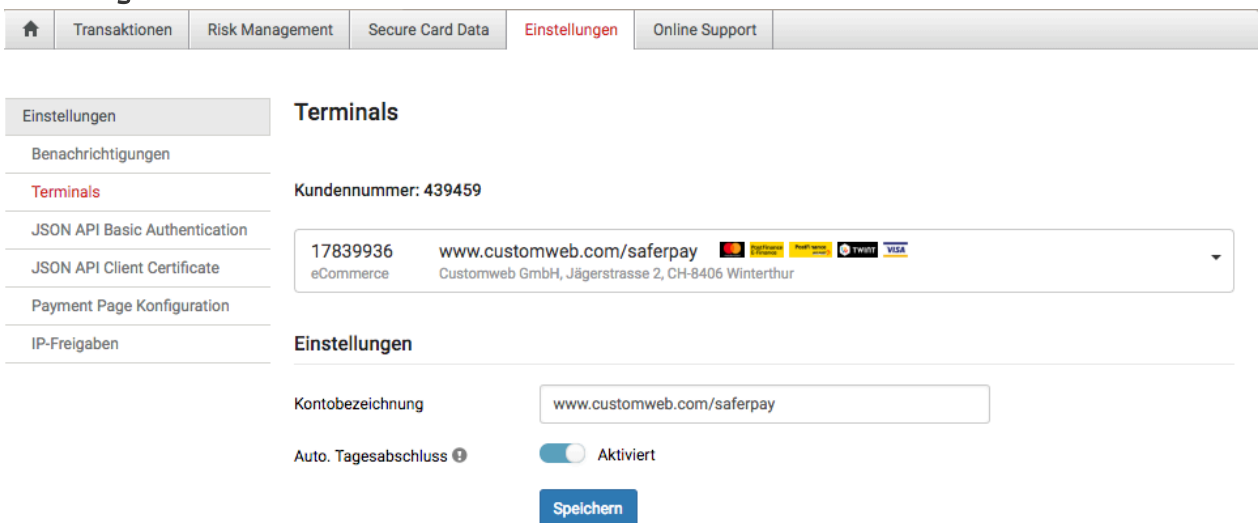 Transaktionen
Risk Management
Secure Card Data
Einstellungen
Online Support
Einstellungen
Benachrichtigungen
Terminals
JSON API Basic Authentication
JSON API Client Certificate
Payment Page Konfiguration
IP-Freigaben
Terminals
Kundennummer: 439459
17839936 www.customweb.com/saferpay TWINT VISA
eCommerce Customweb GmbH, Jägerstrasse 2, CH-8406 Winterthur
Einstellungen
Kontobezeichnung www.customweb.com/saferpay
Auto. Tagesabschluss Aktiviert
Speichern